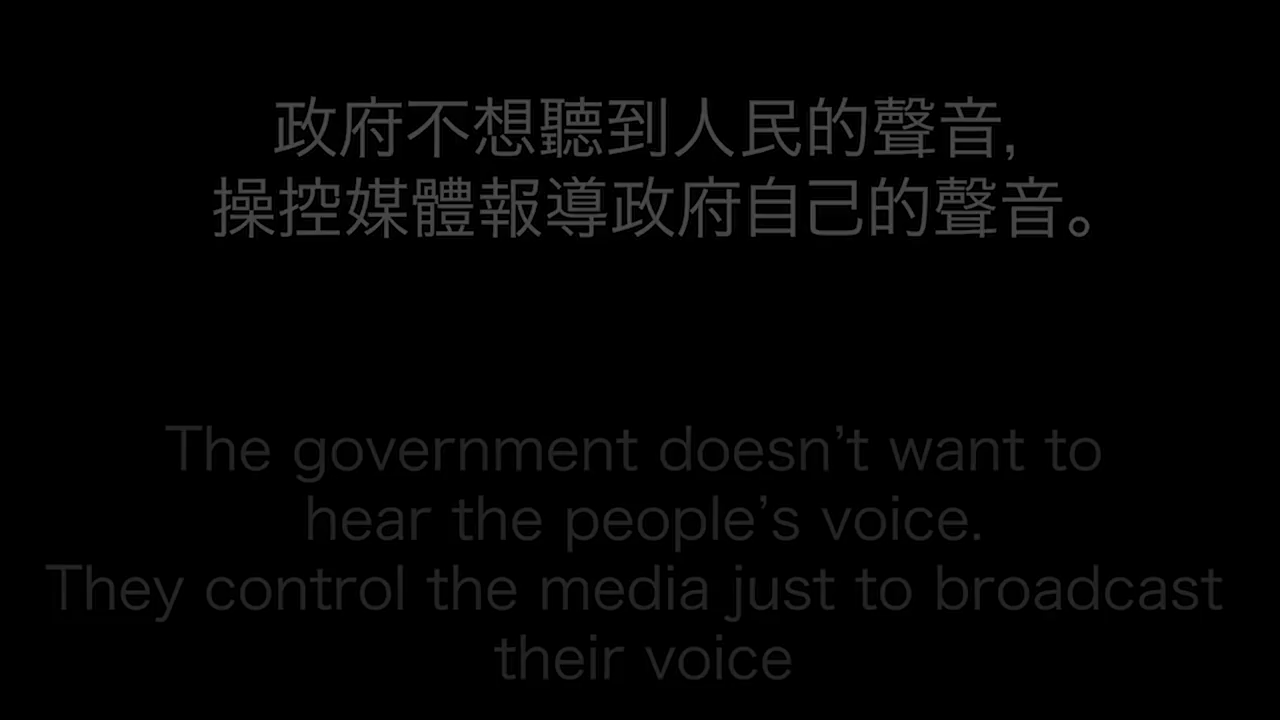 政府不想聽到人民的聲音,
操控媒體報導政府自己的聲音。
The government doesn’t want to
hear the people’s voice.
They control the media just to broadcast
their voice